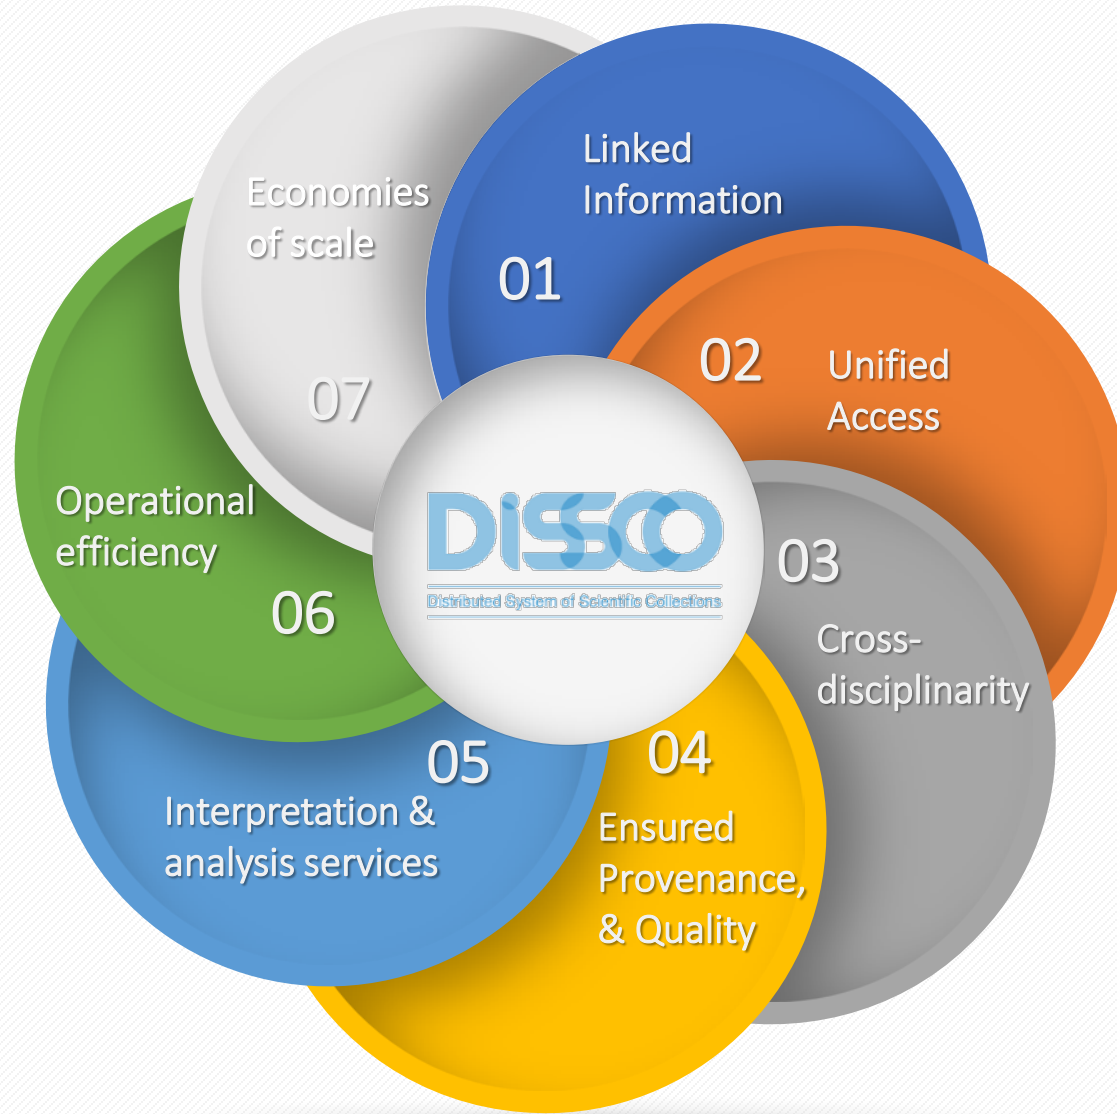 Linked
Information
01
02
Unified
Access
03
Cross-
disciplinarity
04
Ensured
Provenance,
& Quality
05
Interpretation &
analysis services
Operational
efficiency
06
Economies
of scale
07
DiSSCo
Distributed System of Scientific Collections